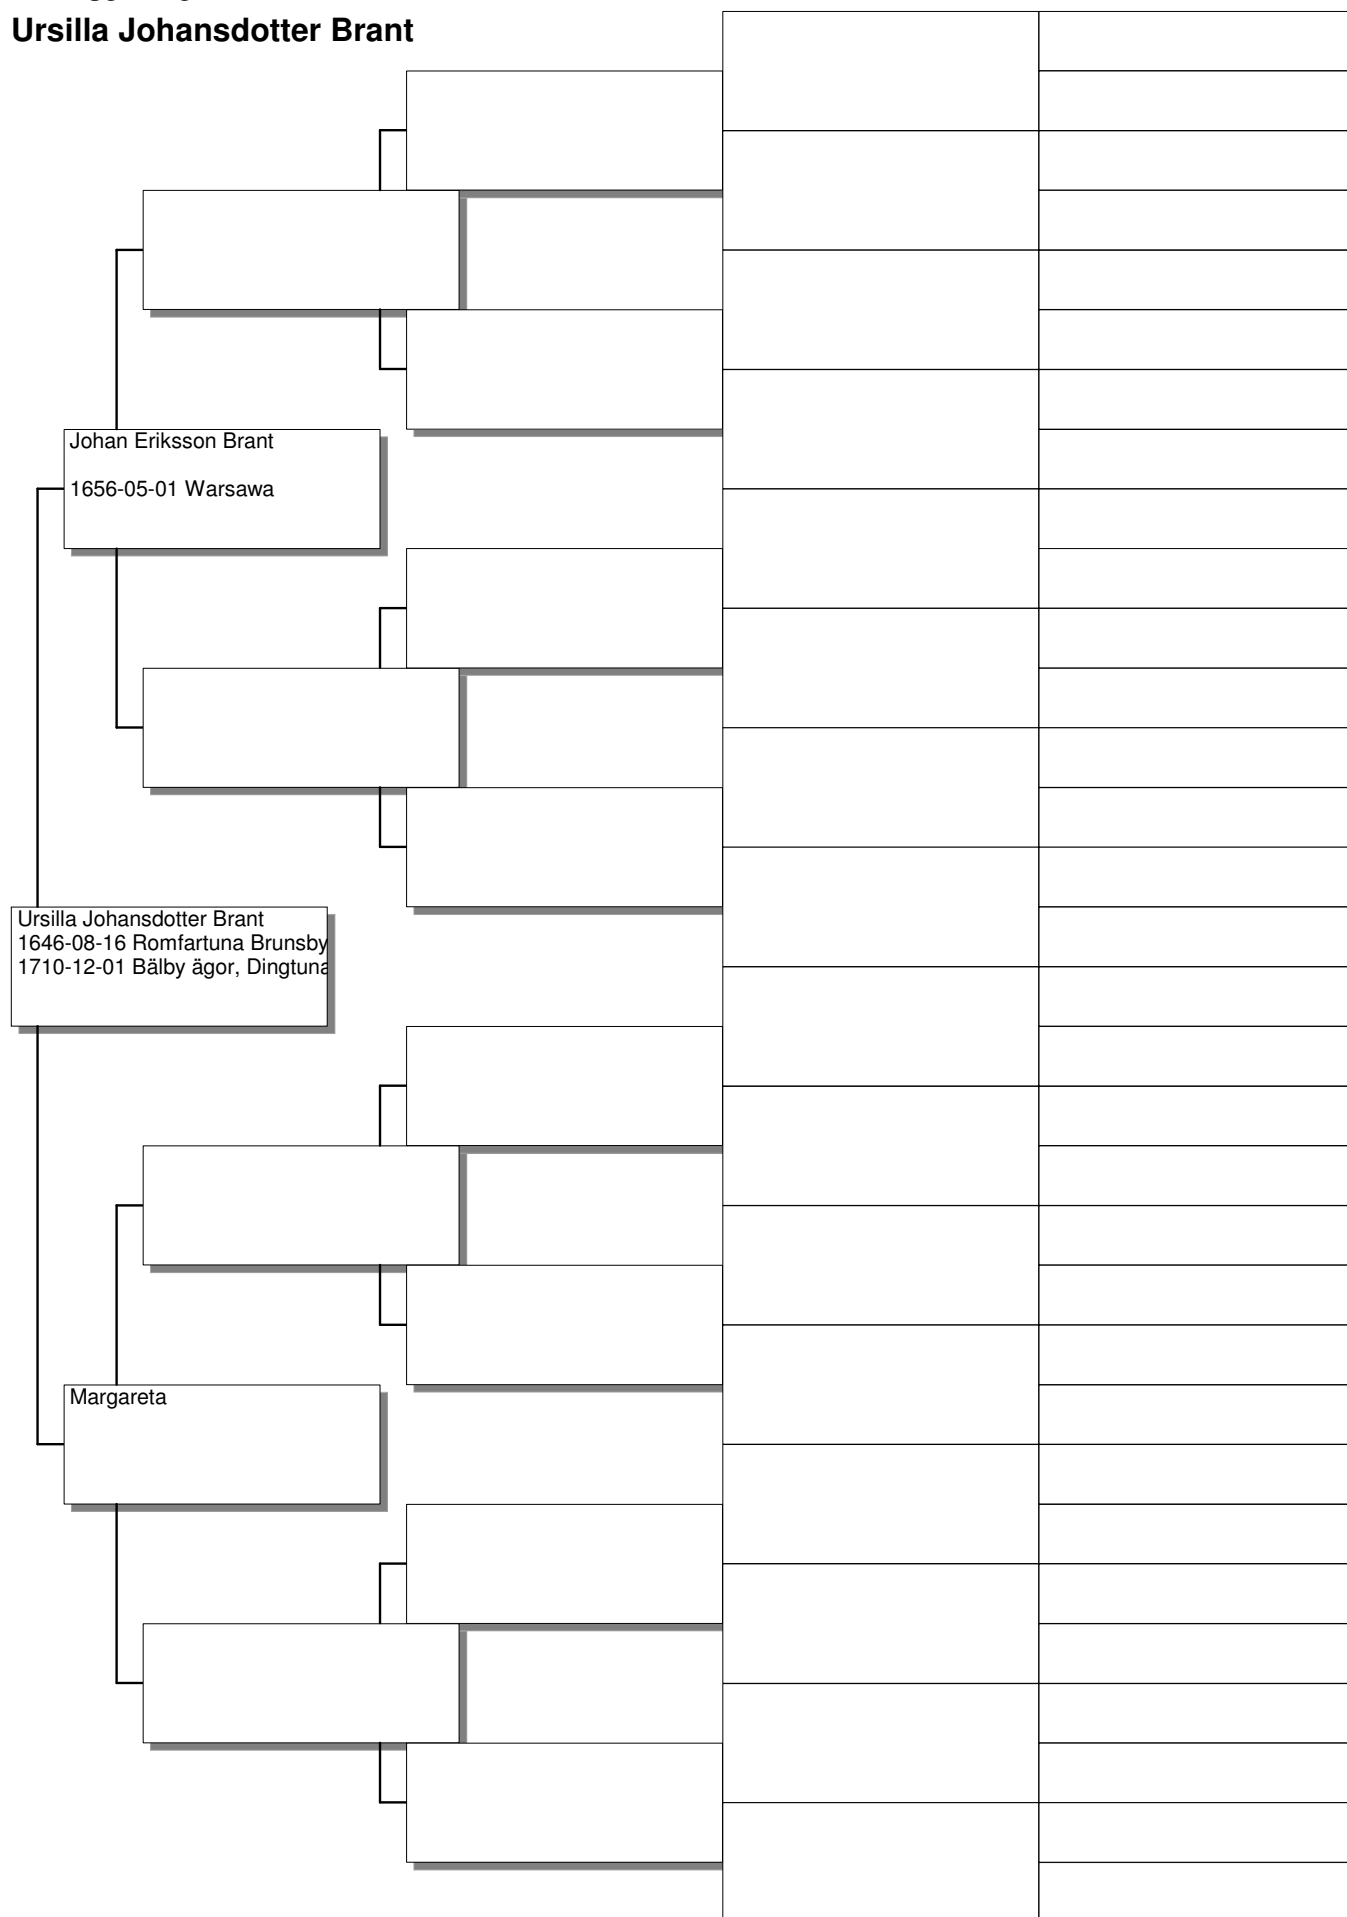 Ursilla Johansdotter Brant
Johan Eriksson Brant
1656-05-01 Warsawa
Ursilla Johansdotter Brant
1646-08-16 Romfartuna Brunsby
1710-12-01 Bälby ägor, Dingtuna
Margareta